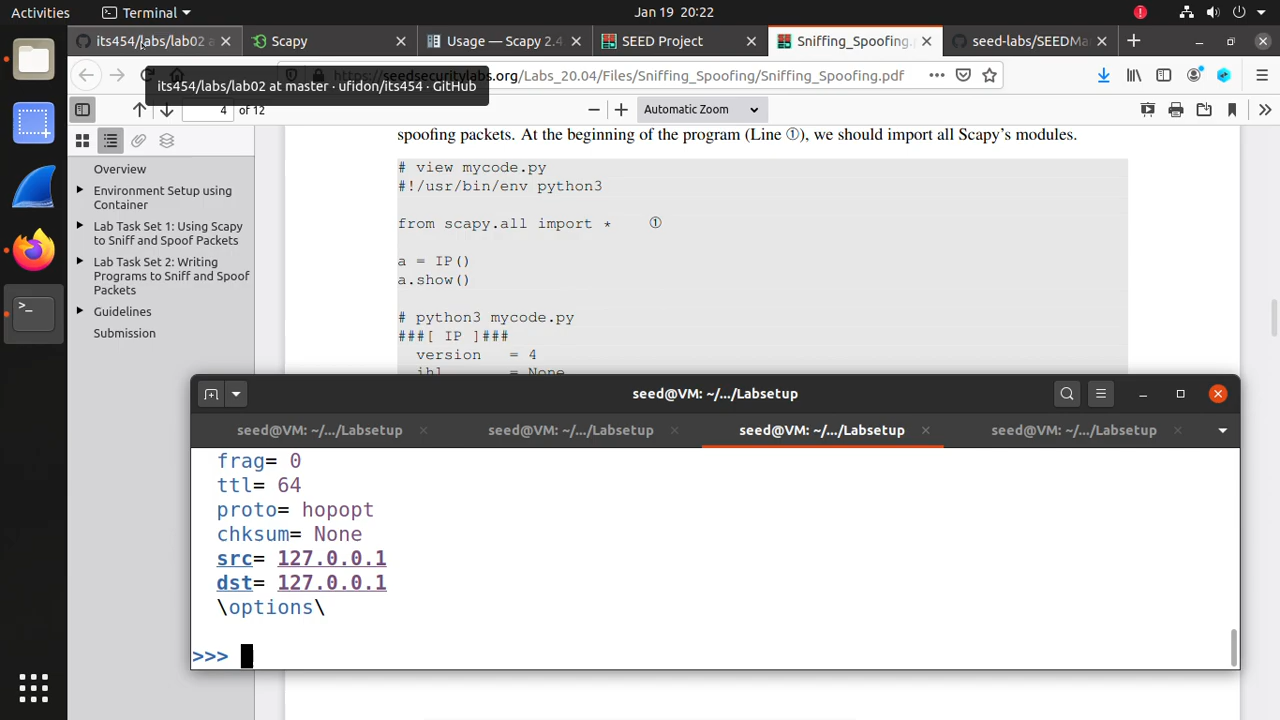 Activities
Terminal
Jan 19 20:22
its454/labs/lab02 a
Scapy
Usage — Scapy 2.4
SEED Project
Sniffing_Spoofing.p
seed-labs/SEEDMa
https://seedsecuritylabs.org/Labs_20.04/Files/Sniffing_Spoofing/Sniffing_Spoofing.pdf
its454/labs/lab02 at master · ufidon/its454 · GitHub
4 of 12
Automatic Zoom
Overview
Environment Setup using
Container
Lab Task Set 1: Using Scapy
to Sniff and Spoof Packets
Lab Task Set 2: Writing
Programs to Sniff and Spoof
Packets
Guidelines
Submission
spoofing packets. At the beginning of the program (Line ①), we should import all Scapy's modules.
# view mycode.py
#!/usr/bin/env python3
from scapy.all import * ①
a = IP()
a.show()
# python3 mycode.py
###[ IP ]###
version = 4
ihl = None
seed@VM: ~/.../Labsetup
seed@VM: ~/.../Labsetup
seed@VM: ~/.../Labsetup
seed@VM: ~/.../Labsetup
seed@VM: ~/.../Labsetup
frag= 0
ttl= 64
proto= hopopt
chksum= None
src= 127.0.0.1
dst= 127.0.0.1
\options\
>>>